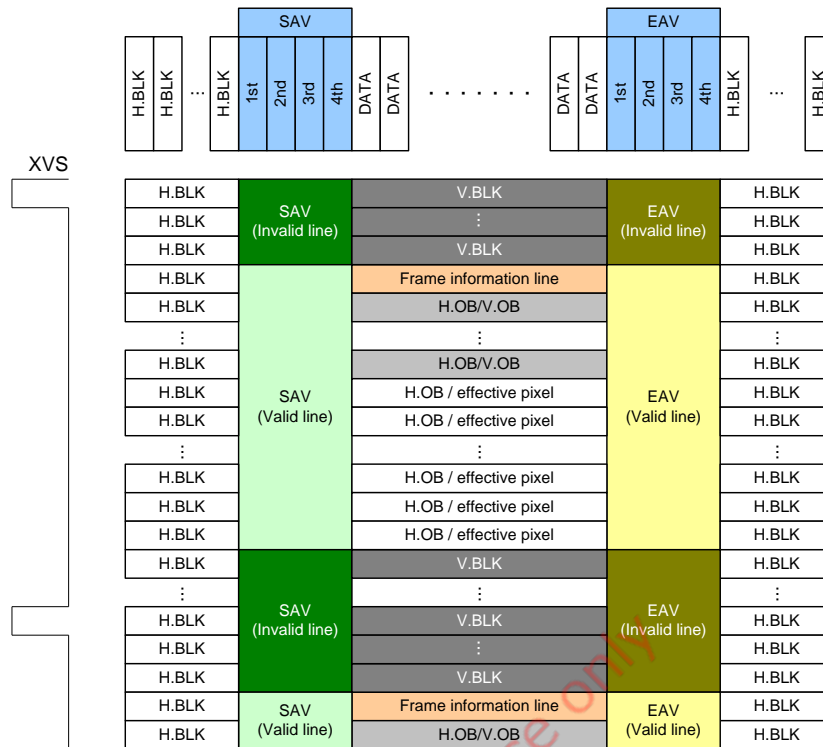 SAV EAV
H.BLK H.BLK ... H.BLK 1st 2nd 3rd 4th DATA DATA ....... DATA DATA 1st 2nd 3rd 4th H.BLK ... H.BLK
XVS
H.BLK SAV (Invalid line) V.BLK EAV (Invalid line) H.BLK
H.BLK ⋮ H.BLK
H.BLK V.BLK H.BLK
H.BLK Frame information line H.BLK
H.BLK H.OB/V.OB H.BLK
⋮ ⋮ ⋮
H.BLK H.OB/V.OB H.BLK
H.BLK SAV (Valid line) H.OB / effective pixel EAV (Valid line) H.BLK
H.BLK H.OB / effective pixel H.BLK
⋮ ⋮ ⋮
H.BLK H.OB / effective pixel H.BLK
H.BLK H.OB / effective pixel H.BLK
H.BLK H.OB / effective pixel H.BLK
H.BLK V.BLK H.BLK
⋮ ⋮ ⋮
H.BLK SAV (Invalid line) V.BLK EAV (Invalid line) H.BLK
H.BLK ⋮ H.BLK
H.BLK V.BLK H.BLK
H.BLK SAV (Valid line) Frame information line EAV (Valid line) H.BLK
H.BLK H.OB/V.OB H.BLK
only